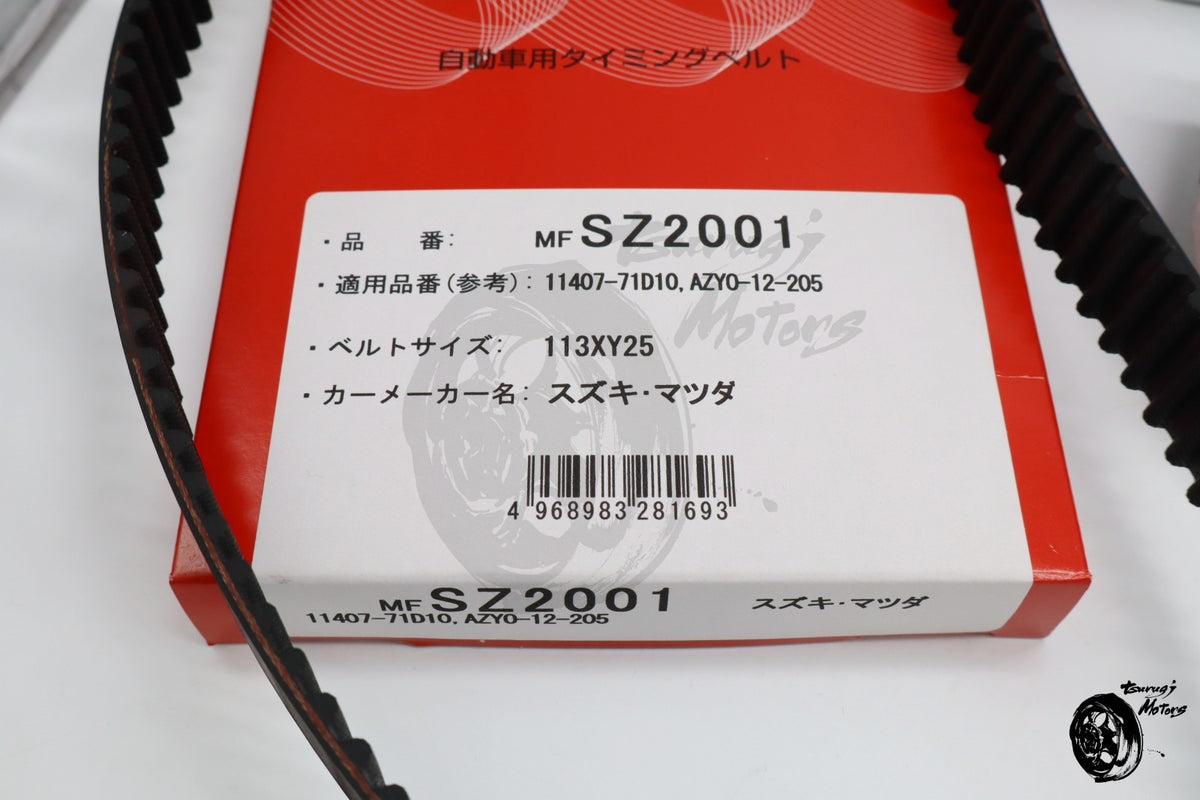 自動車用タイミングベルト
・品 番: MF SZ2001
・適用品番(参考): 11407-71D10, AZY0-12-205
・ベルトサイズ: 113XY25
・カーメーカー名: スズキ・マツダ
4 968983 281693
MF SZ2001 スズキ・マツダ
11407-71D10, AZY0-12-205
Tsurugi Motors
Tsurugi
Motors